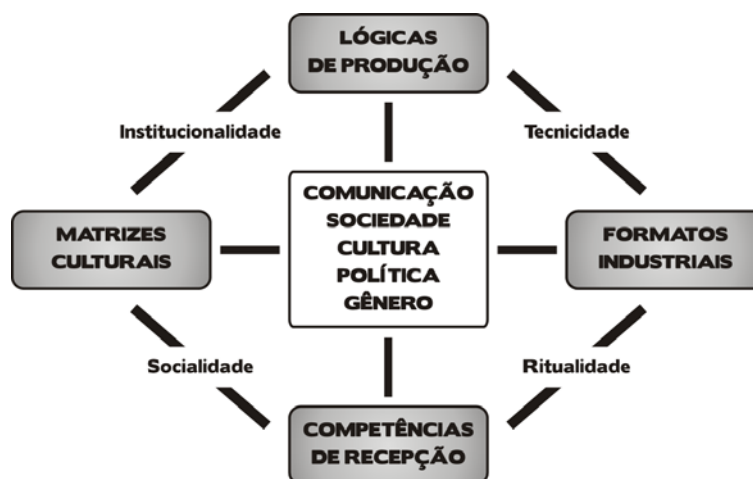 LÓGICAS
DE PRODUÇÃO
Institucionalidade
Tecnicidade
MATRIZES
CULTURAIS
COMUNICAÇÃO
SOCIEDADE
CULTURA
POLÍTICA
GÊNERO
FORMATOS
INDUSTRIAIS
Socialidade
Ritualidade
COMPETÊNCIAS
DE RECEPÇÃO